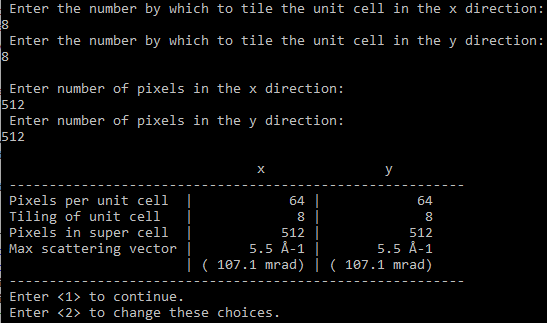 Enter the number by which to tile the unit cell in the x direction:
8
Enter the number by which to tile the unit cell in the y direction:
8
Enter number of pixels in the x direction:
512
Enter number of pixels in the y direction:
512
x y
------------------------------------------------------------
Pixels per unit cell | 64 | 64
Tiling of unit cell | 8 | 8
Pixels in super cell | 512 | 512
Max scattering vector | 5.5 Å-1 | 5.5 Å-1
| ( 107.1 mrad) | ( 107.1 mrad)
------------------------------------------------------------
Enter <1> to continue.
Enter <2> to change these choices.